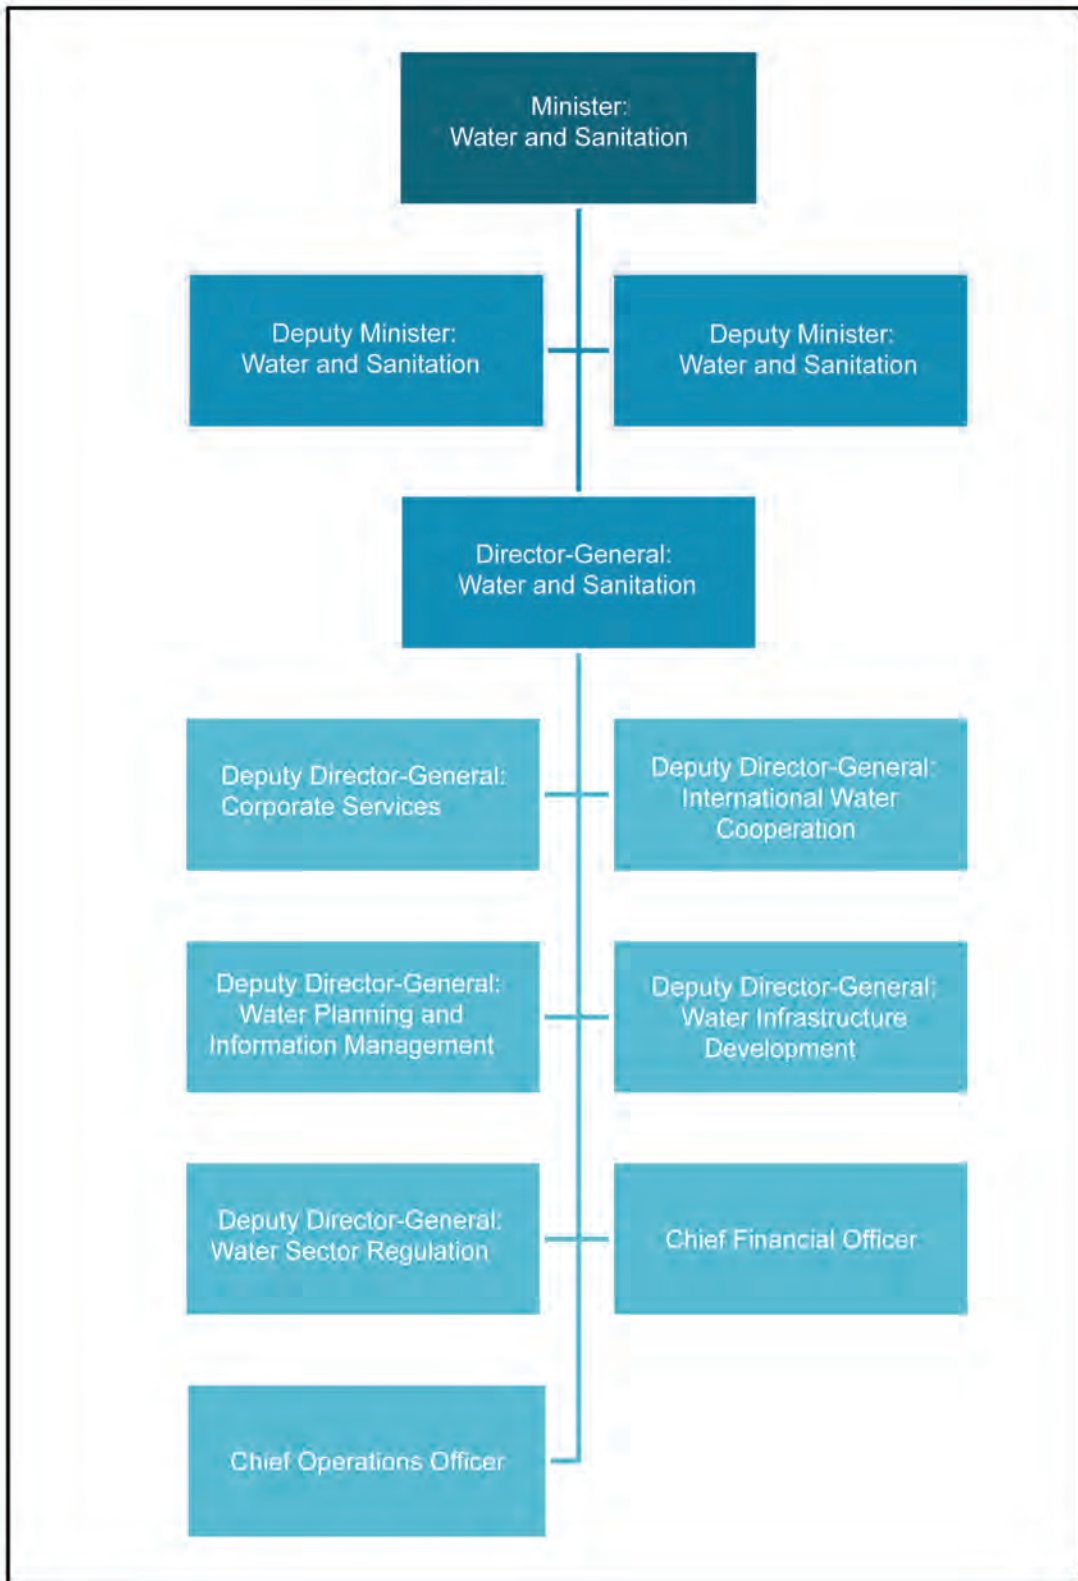 Minister:
Water and Sanitation
Deputy Minister:
Water and Sanitation
Deputy Minister:
Water and Sanitation
Director-General:
Water and Sanitation
Deputy Director-General:
Corporate Services
Deputy Director-General:
International Water
Cooperation
Deputy Director-General:
Water Planning and
Information Management
Deputy Director-General:
Water Infrastructure
Development
Deputy Director-General:
Water Sector Regulation
Chief Financial Officer
Chief Operations Officer